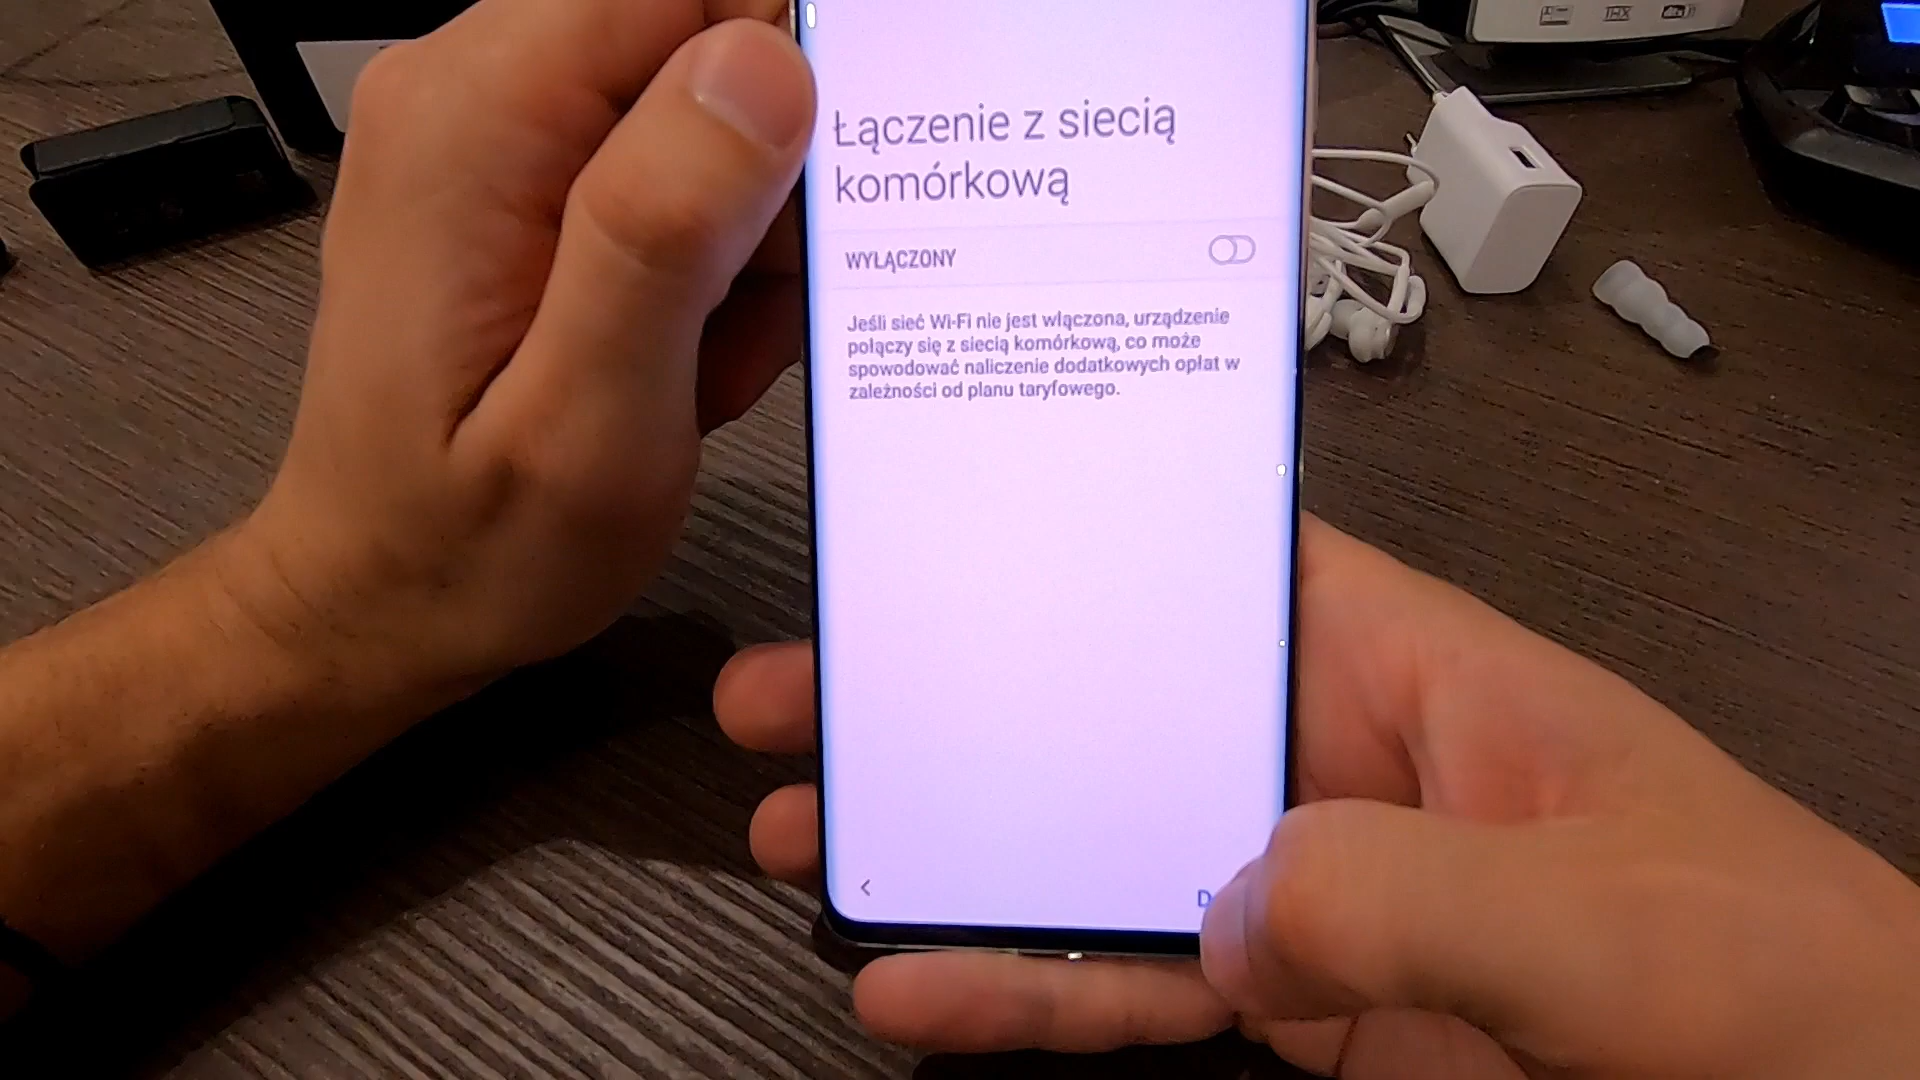 Łączenie z siecią
komórkową
WYŁĄCZONY
Jeśli sieć Wi-Fi nie jest włączona, urządzenie
połączy się z siecią komórkową, co może
spowodować naliczenie dodatkowych opłat w
zależności od planu taryfowego.
THX